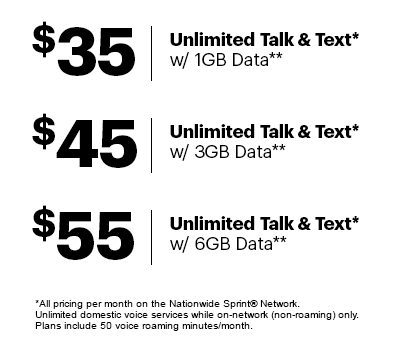 $35 Unlimited Talk & Text*
w/ 1GB Data**
$45 Unlimited Talk & Text*
w/ 3GB Data**
$55 Unlimited Talk & Text*
w/ 6GB Data**
*All pricing per month on the Nationwide Sprint® Network.
Unlimited domestic voice services while on-network (non-roaming) only.
Plans include 50 voice roaming minutes/month.